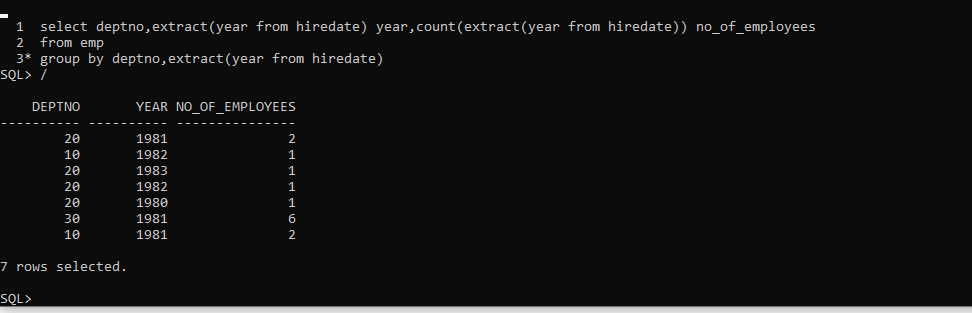 1  select deptno,extract(year from hiredate) year,count(extract(year from hiredate)) no_of_employees
2  from emp
3* group by deptno,extract(year from hiredate)
SQL> /
DEPTNO       YEAR NO_OF_EMPLOYEES
---------- ---------- ---------------
20       1981               2
10       1982               1
20       1983               1
20       1982               1
20       1980               1
30       1981               6
10       1981               2
7 rows selected.
SQL>